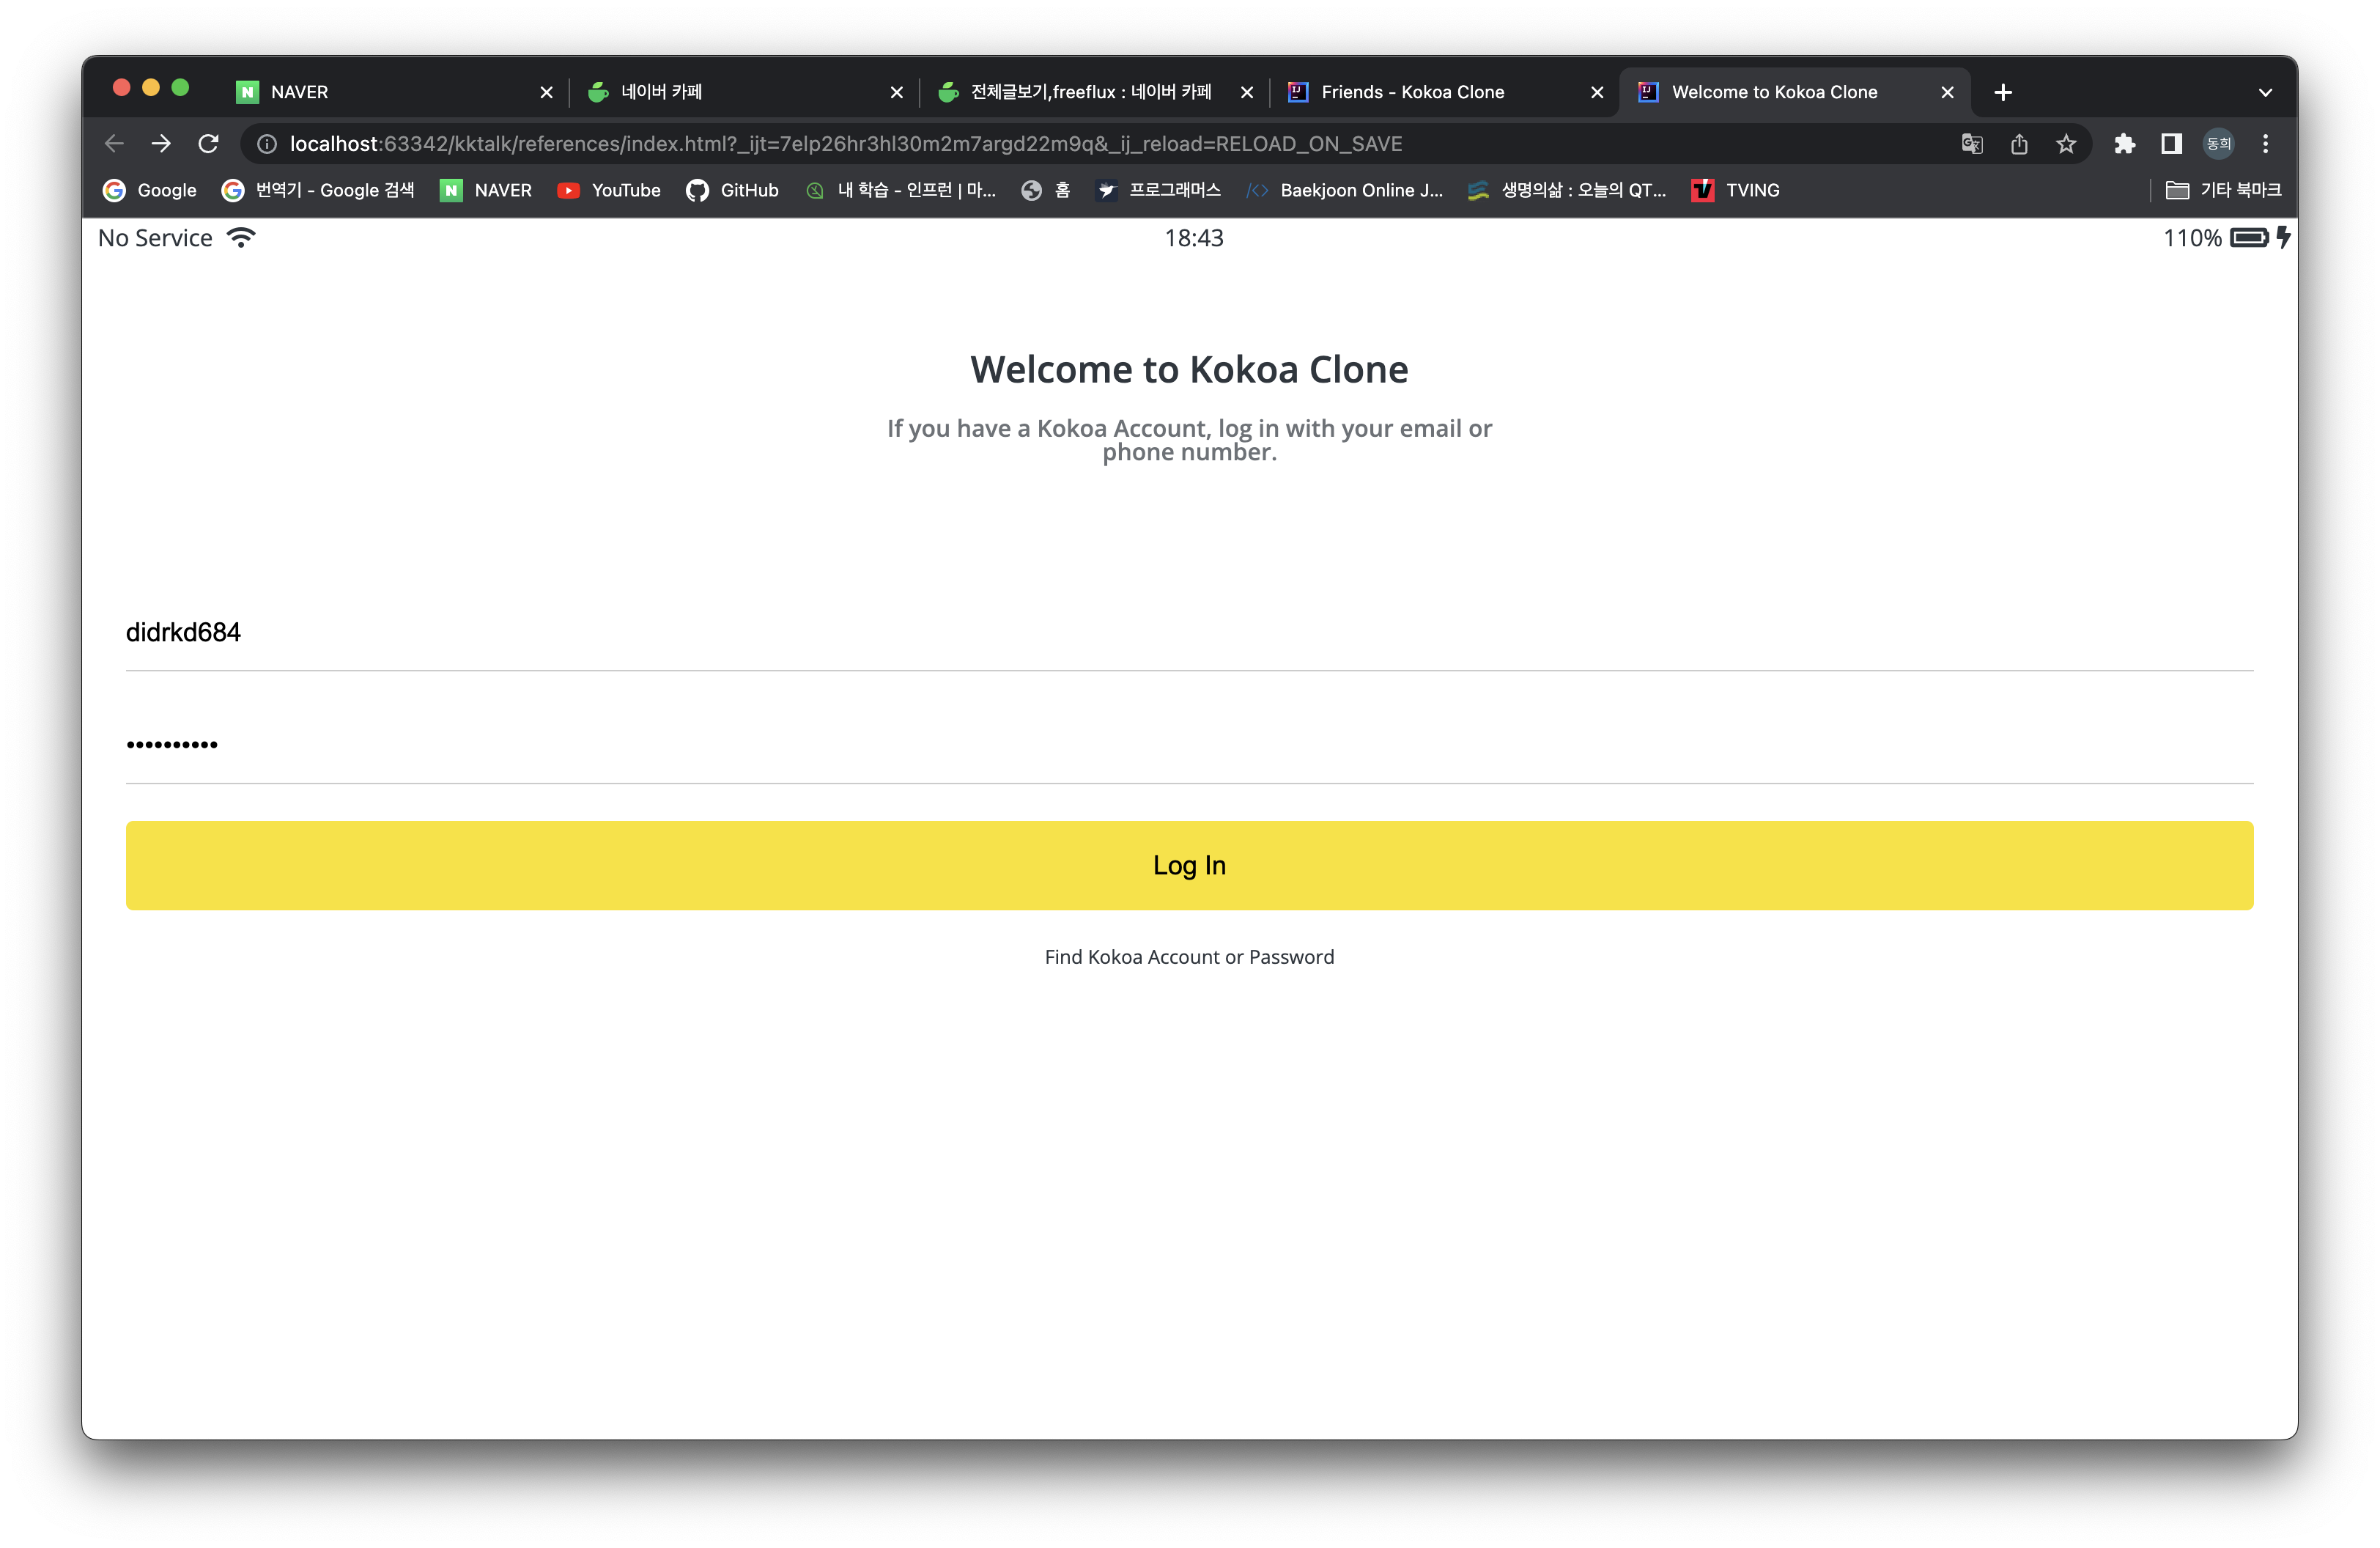 NAVER
네이버 카페
전체글보기,freeflux : 네이버 카페
Friends - Kokoa Clone
Welcome to Kokoa Clone
localhost:63342/kktalk/references/index.html?_ijt=7elp26hr3hl30m2m7argd22m9q&_ij_reload=RELOAD_ON_SAVE
동희
Google
번역기 - Google 검색
NAVER
YouTube
GitHub
내 학습 - 인프런 | 마...
홈
프로그래머스
Baekjoon Online J...
생명의삶 : 오늘의 QT...
TVING
기타 북마크
No Service
18:43
110%
Welcome to Kokoa Clone
If you have a Kokoa Account, log in with your email or
phone number.
didrkd684
••••••••••
Log In
Find Kokoa Account or Password